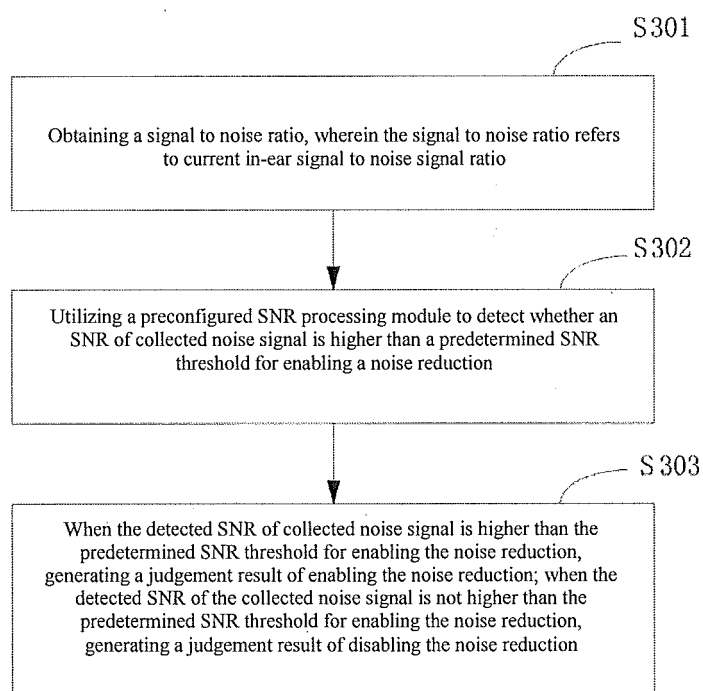 S301
Obtaining a signal to noise ratio, wherein the signal to noise ratio refers
to current in-ear signal to noise signal ratio
S302
Utilizing a preconfigured SNR processing module to detect whether an
SNR of collected noise signal is higher than a predetermined SNR
threshold for enabling a noise reduction
S303
When the detected SNR of collected noise signal is higher than the
predetermined SNR threshold for enabling the noise reduction,
generating a judgement result of enabling the noise reduction; when the
detected SNR of the collected noise signal is not higher than the
predetermined SNR threshold for enabling the noise reduction,
generating a judgement result of disabling the noise reduction